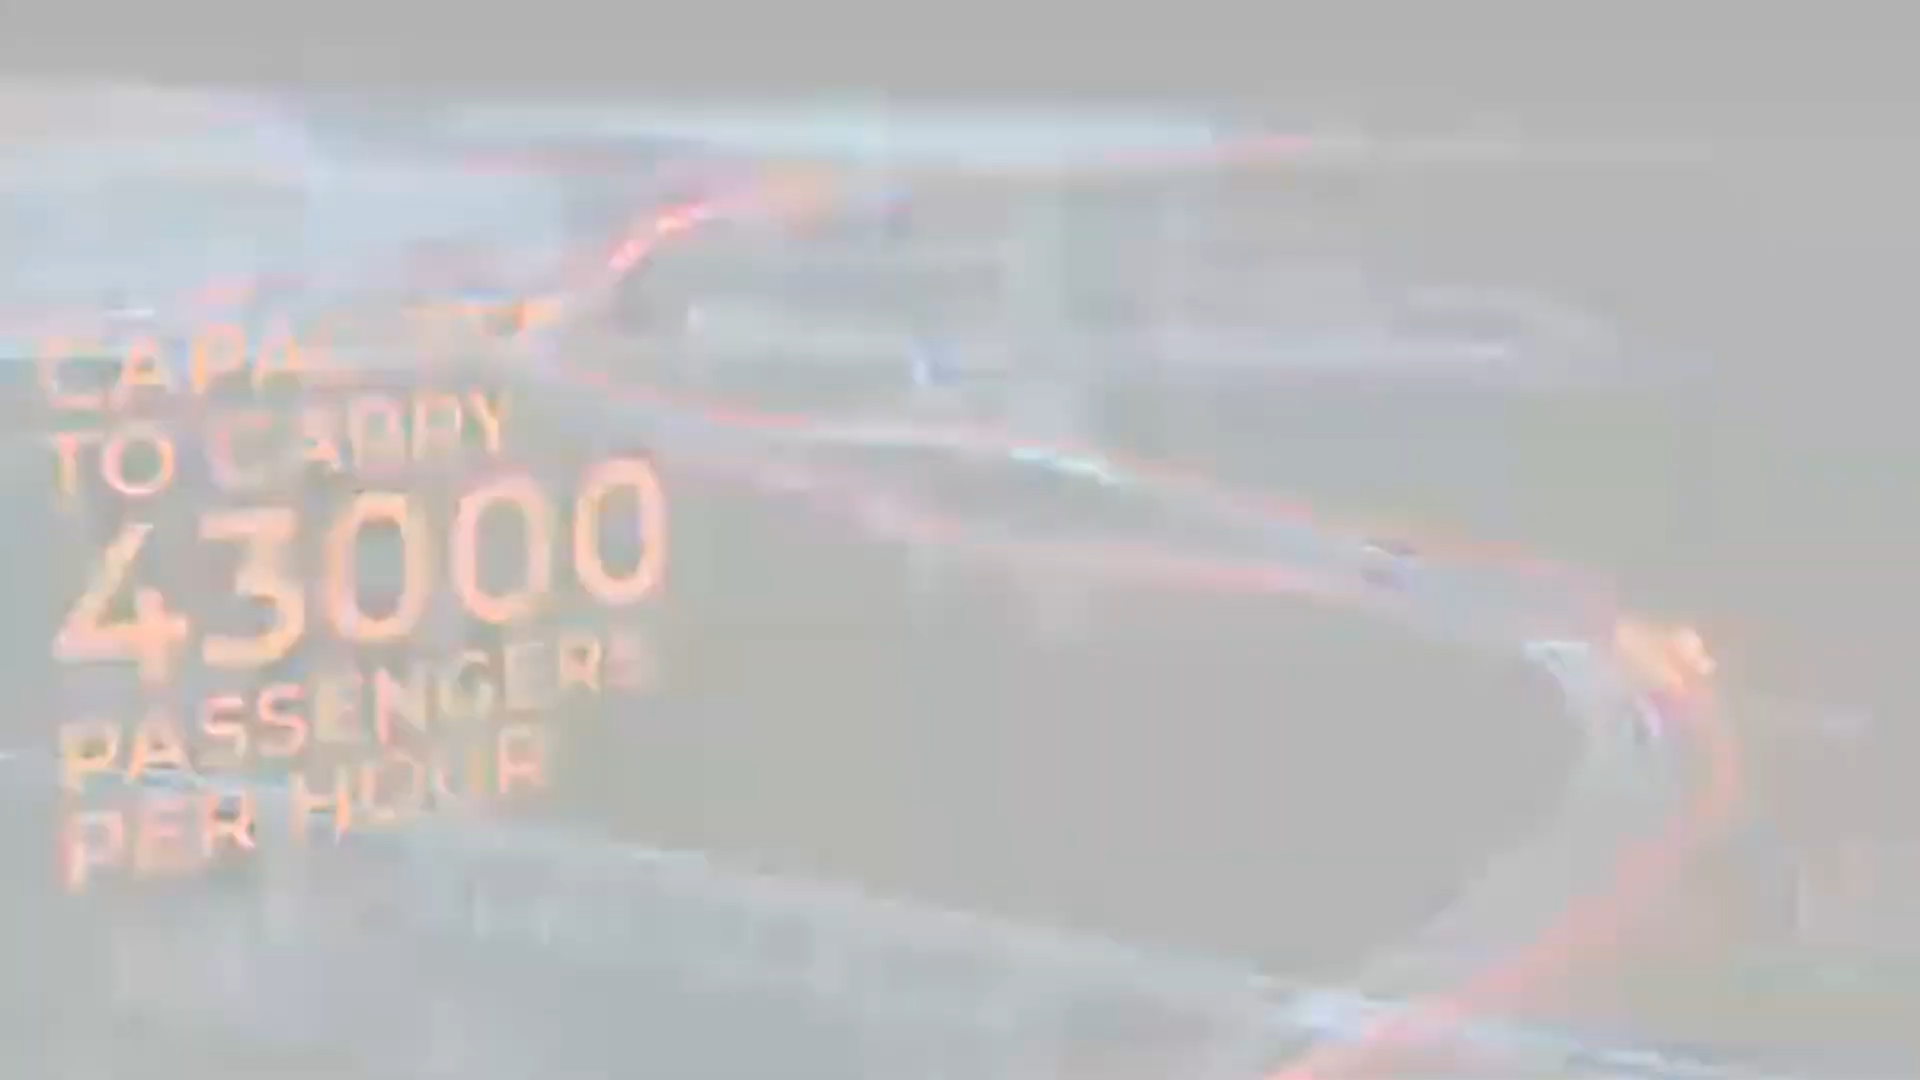 CAPACITY
TO CARRY
43000
PASSENGERS
PER HOUR